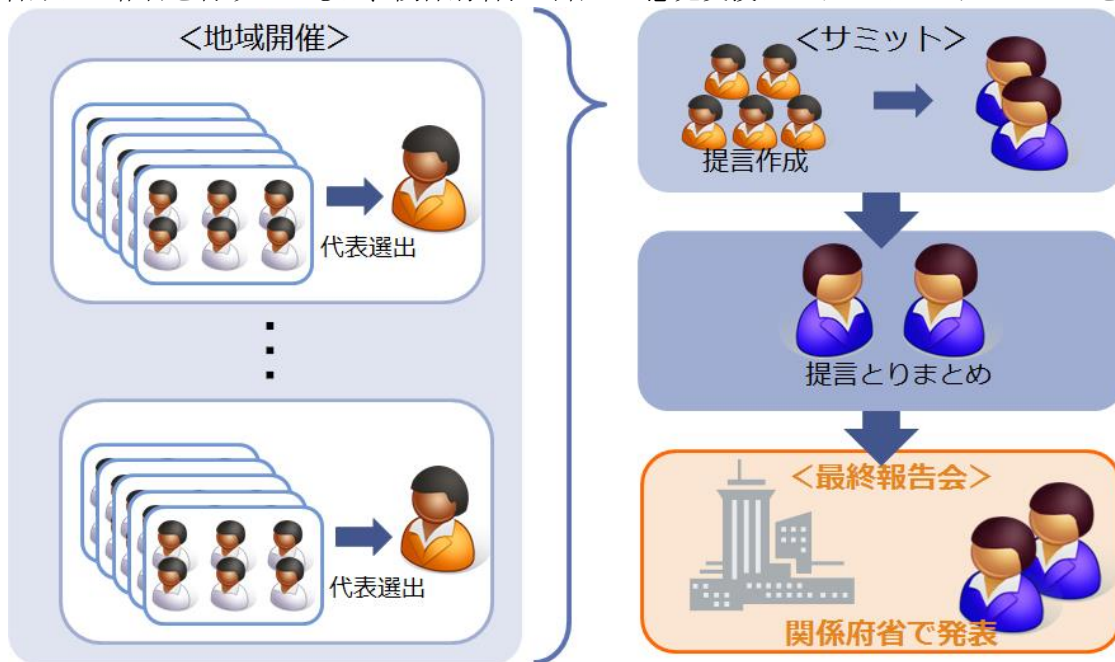 ＜地域開催＞
代表選出
代表選出
＜サミット＞
提言作成
提言とりまとめ
＜最終報告会＞
関係府省で発表